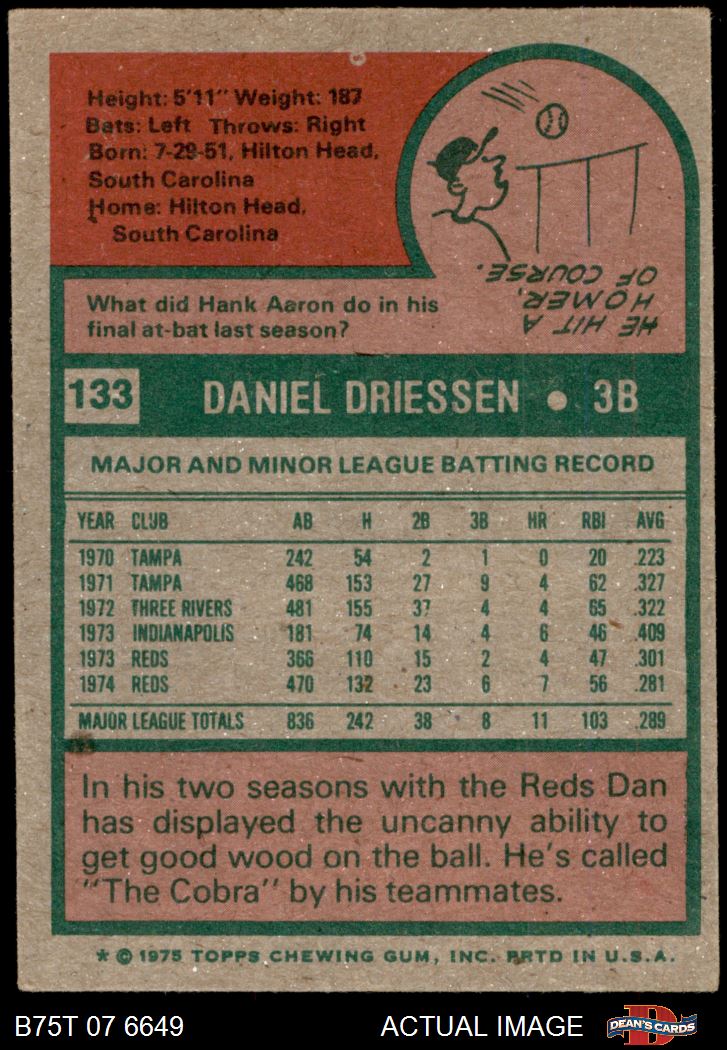 Height: 5'11" Weight: 187
Bats: Left Throws: Right
Born: 7-29-51, Hilton Head,
South Carolina
Home: Hilton Head,
South Carolina
What did Hank Aaron do in his
final at-bat last season?
HE HIT A
HOMER,
OF COURSE.
133 DANIEL DRIESSEN • 3B
MAJOR AND MINOR LEAGUE BATTING RECORD
YEAR CLUB AB H 2B 3B HR RBI AVG
1970 TAMPA 242 54 2 1 0 20 .223
1971 TAMPA 468 153 27 9 4 62 .327
1972 THREE RIVERS 481 155 37 4 4 65 .322
1973 INDIANAPOLIS 181 74 14 4 6 46 .409
1973 REDS 366 110 15 2 4 47 .301
1974 REDS 470 132 23 6 7 56 .281
MAJOR LEAGUE TOTALS 836 242 38 8 11 103 .289
In his two seasons with the Reds Dan
has displayed the uncanny ability to
get good wood on the ball. He's called
"The Cobra" by his teammates.
* © 1975 TOPPS CHEWING GUM, INC. PRTD IN U.S.A.
B75T 07 6649 ACTUAL IMAGE D DEAN'S CARDS